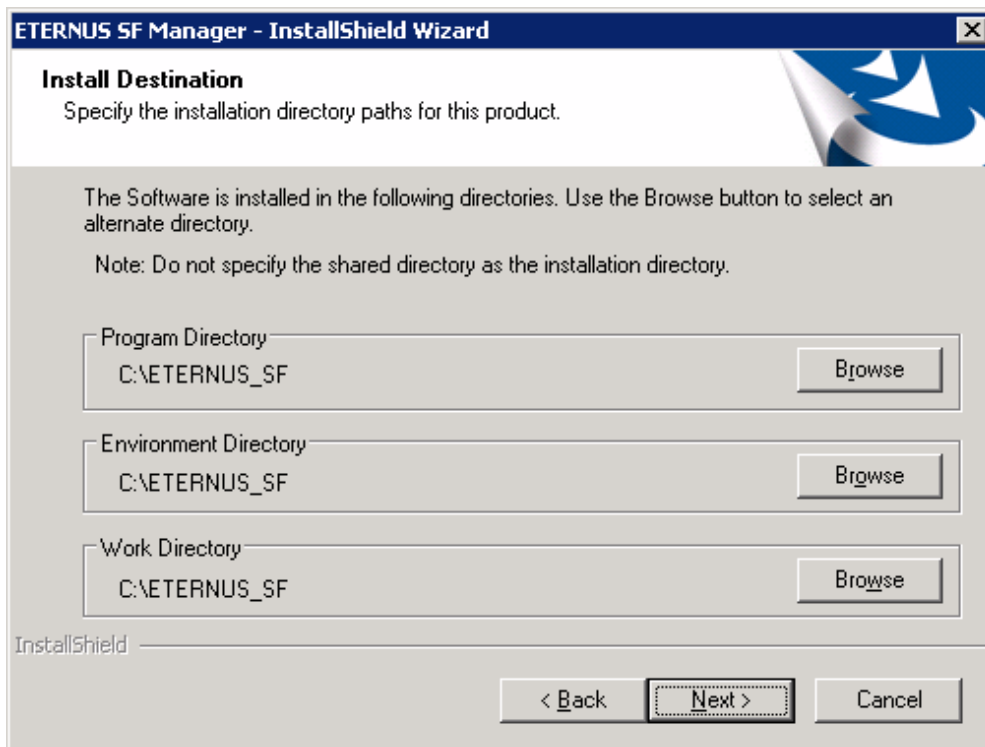 ETERNUS SF Manager - InstallShield Wizard
Install Destination
Specify the installation directory paths for this product.
The Software is installed in the following directories. Use the Browse button to select an
alternate directory.
Note: Do not specify the shared directory as the installation directory.
Program Directory
C:\ETERNUS_SF
Browse
Environment Directory
C:\ETERNUS_SF
Browse
Work Directory
C:\ETERNUS_SF
Browse
InstallShield
< Back
Next >
Cancel